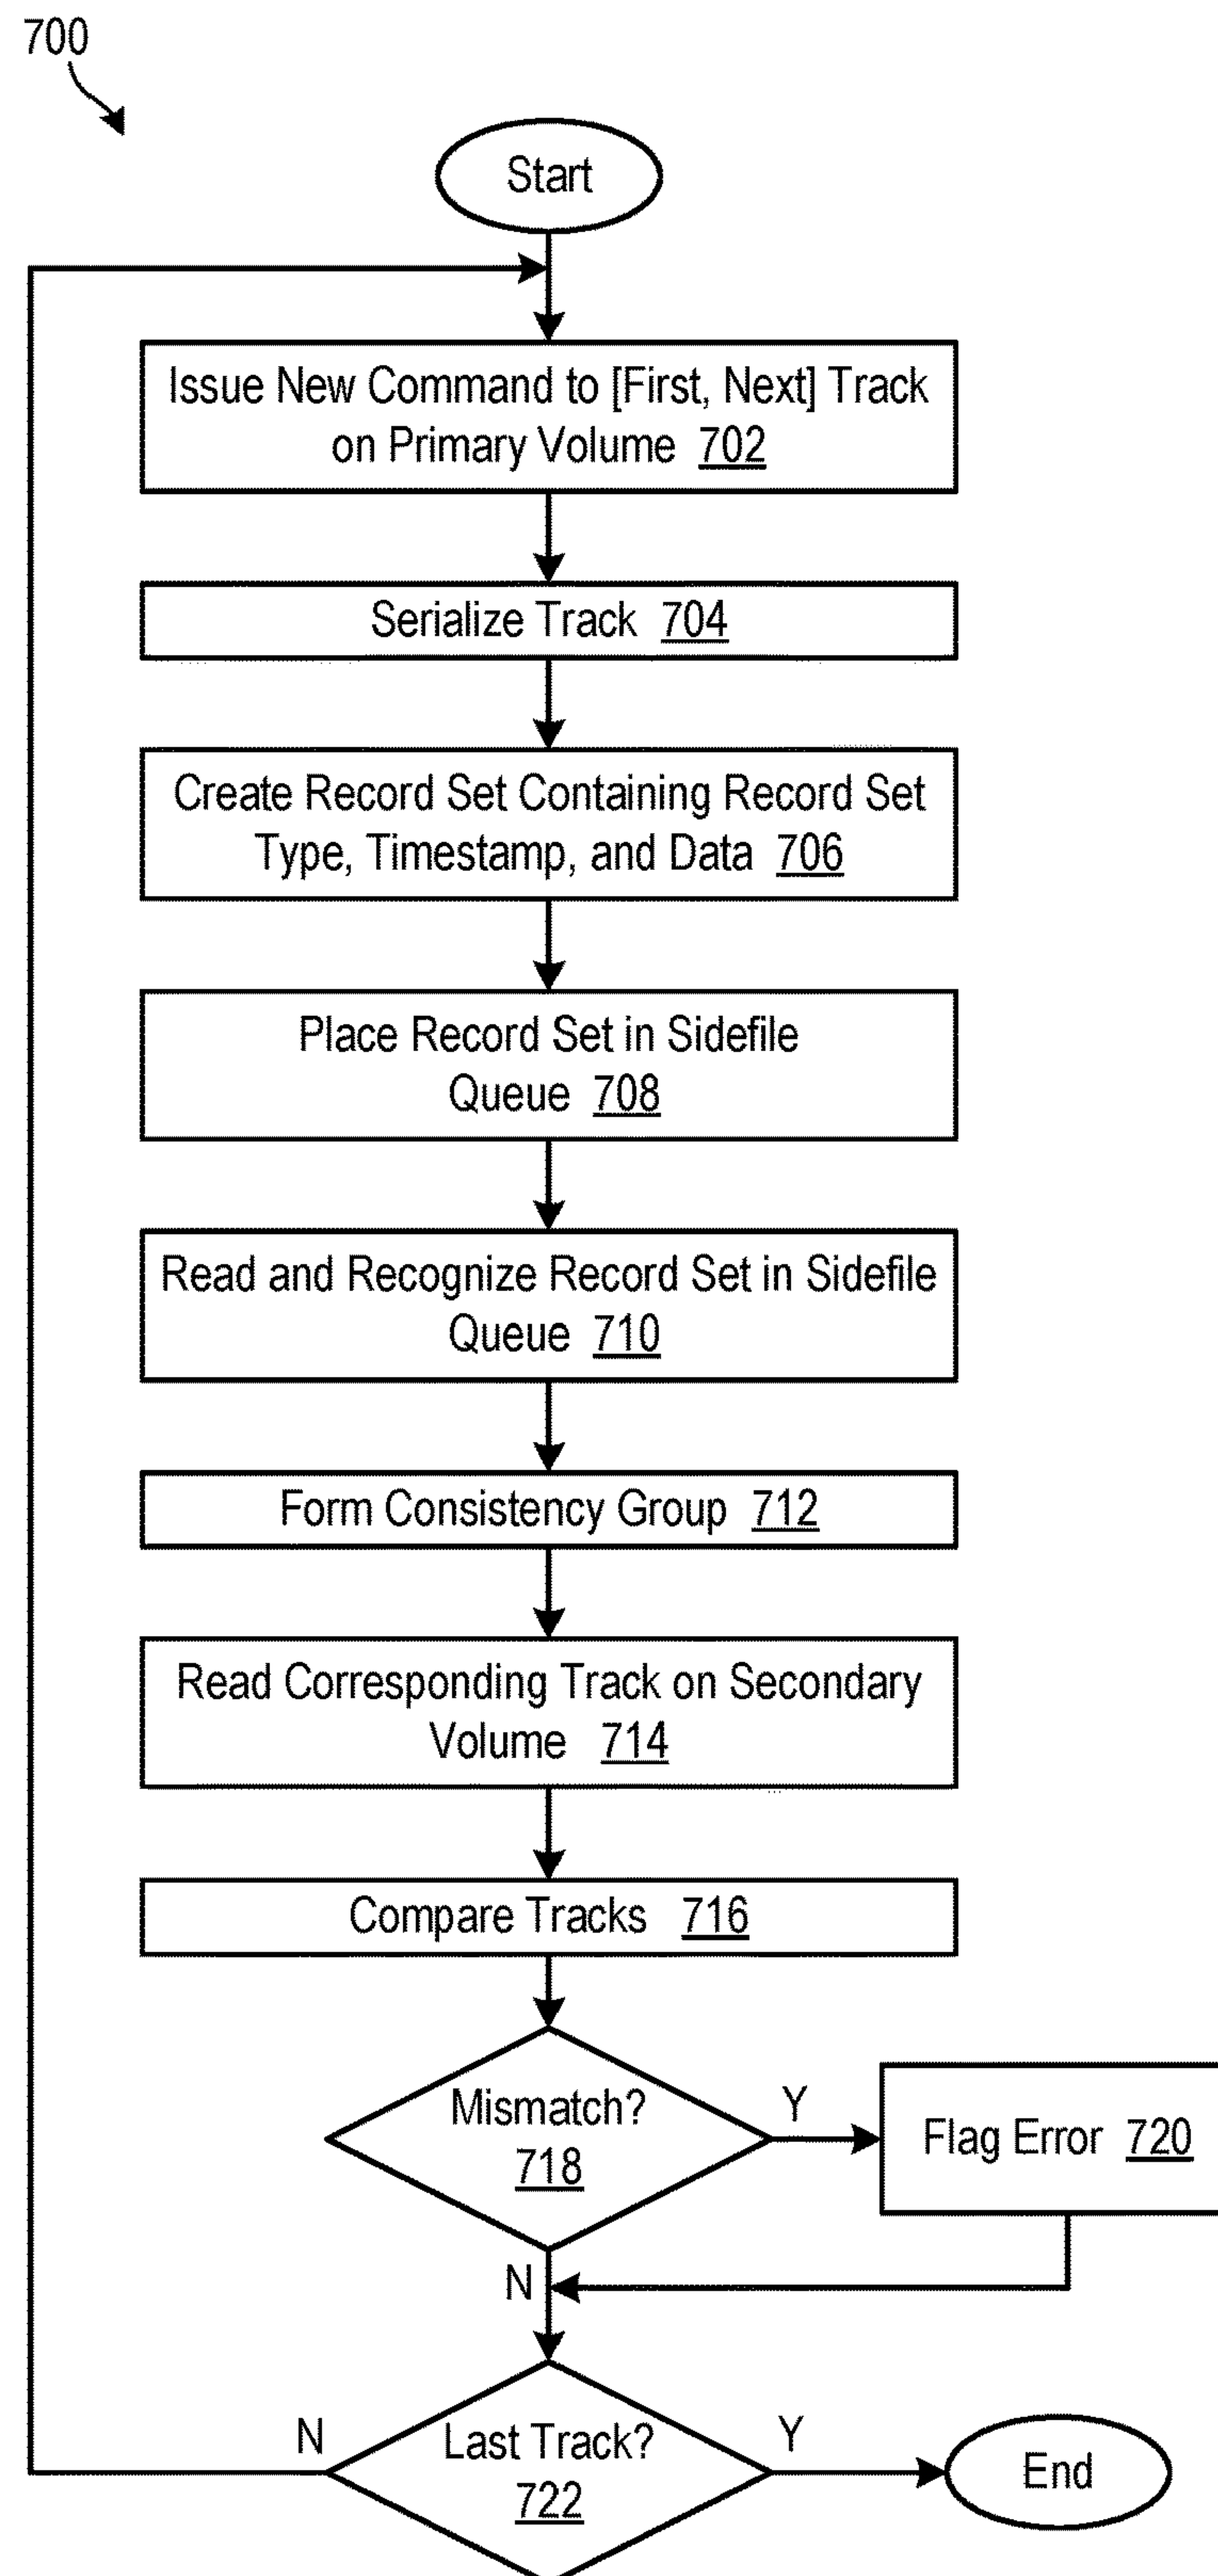 700
Start
Issue New Command to [First, Next] Track
on Primary Volume 702
Serialize Track 704
Create Record Set Containing Record Set
Type, Timestamp, and Data 706
Place Record Set in Sidefile
Queue 708
Read and Recognize Record Set in Sidefile
Queue 710
Form Consistency Group 712
Read Corresponding Track on Secondary
Volume 714
Compare Tracks 716
Mismatch?
718
Y
Flag Error 720
N
Last Track?
722
N
Y
End